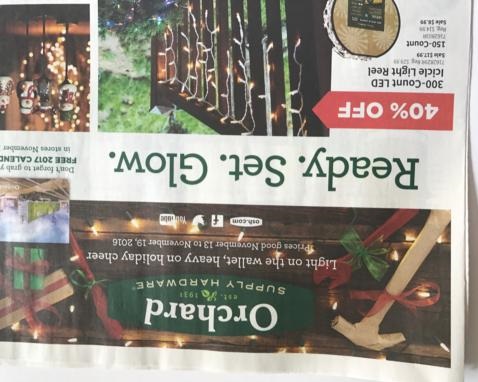 Orchard
SUPPLY HARDWARE
est. 1931
Light on the wallet, heavy on holiday cheer
Prices good November 13 to November 19, 2016
osh.com
YouTube
Ready. Set. Glow.
Don't forget to grab
FREE 2017 CALEND
in stores November
40% OFF
300-Count LED
Icicle Light Reel
Sale $17.99
150-count
Sale $8.99